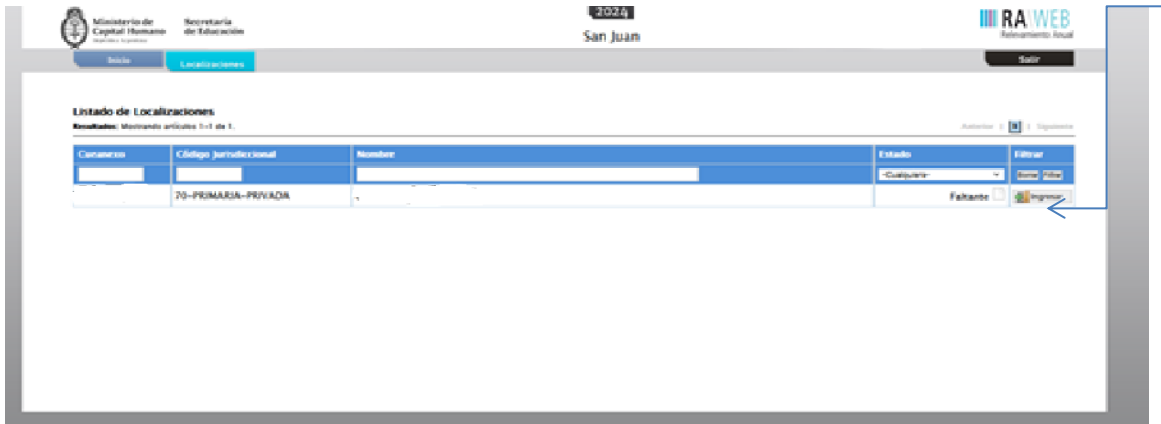 2024
Ministerio de
Capital Humano
Secretaría
de Educación
San Juan
RA\WEB
Relevamiento Anual
Inicio
Localizaciones
Salir
Listado de Localizaciones
Resultados: Mostrando artículos 1-1 de 1.
Anterior | 1 | Siguiente
Cueanexo Código Jurisdiccional Nombre Estado Filtrar
-Cualquiera- Borrar Filtrar
70-PRIMARIA-PRIVADA Faltante Ingresar